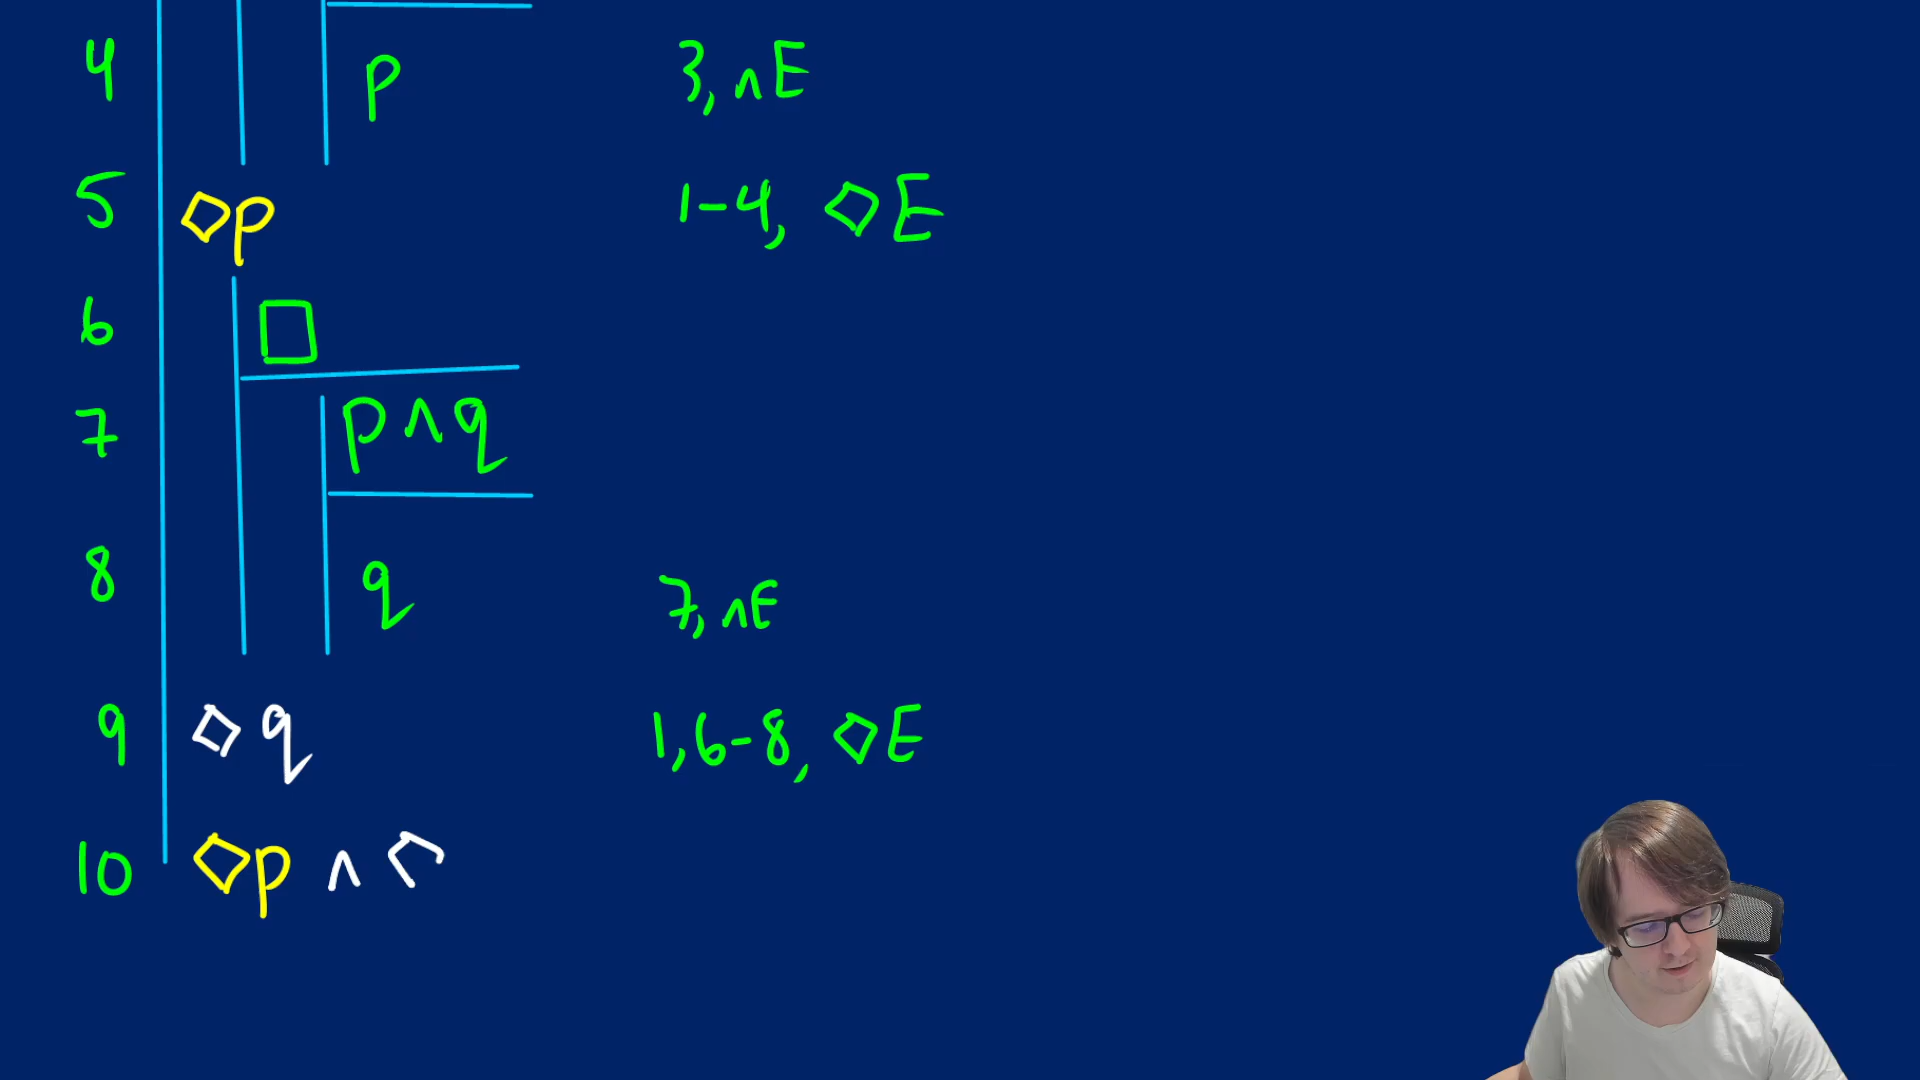 4 p 3, ∧E
5 ◇p 1-4, ◇E
6 □
7 p ∧ q
8 q 7, ∧E
9 ◇q 1, 6-8, ◇E
10 ◇p ∧